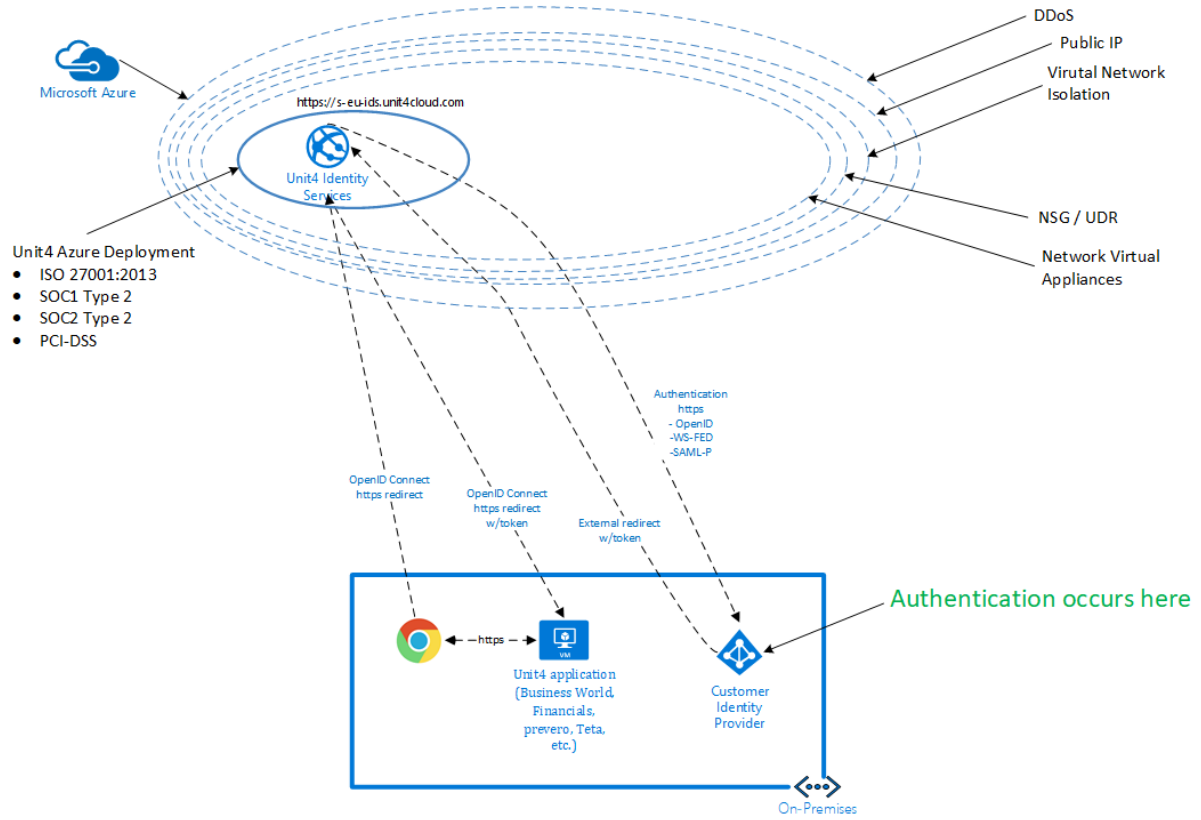 DDoS
Public IP
Virutal Network
Isolation
Microsoft Azure
https://s-eu-ids.unit4cloud.com
Unit4 Identity
Services
NSG / UDR
Network Virtual
Appliances
Unit4 Azure Deployment
• ISO 27001:2013
• SOC1 Type 2
• SOC2 Type 2
• PCI-DSS
Authentication
https
- OpenID
-WS-FED
-SAML-P
OpenID Connect
https redirect
OpenID Connect
https redirect
w/token
External redirect
w/token
Authentication occurs here
https
VM
Unit4 application
(Business World,
Financials,
prevero, Teta,
etc.)
Customer
Identity
Provider
On-Premises